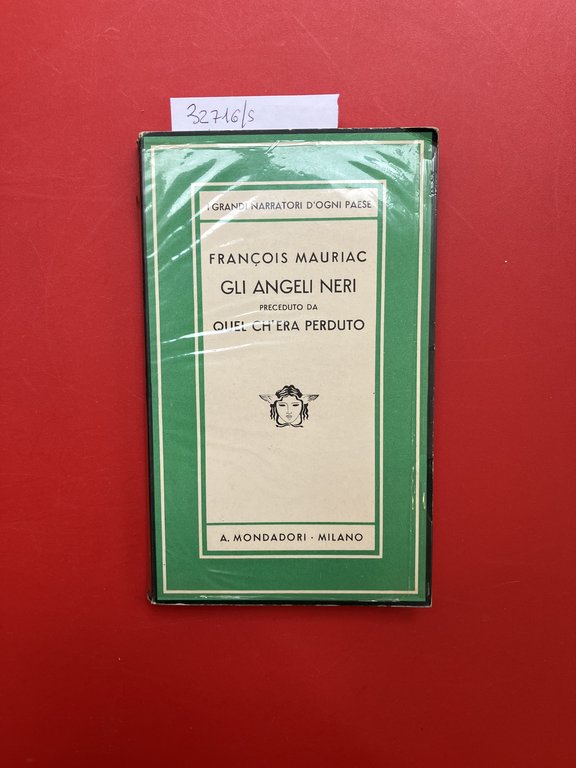 32716/s
I GRANDI NARRATORI D'OGNI PAESE
FRANÇOIS MAURIAC
GLI ANGELI NERI
PRECEDUTO DA
QUEL CH'ERA PERDUTO
A. MONDADORI · MILANO